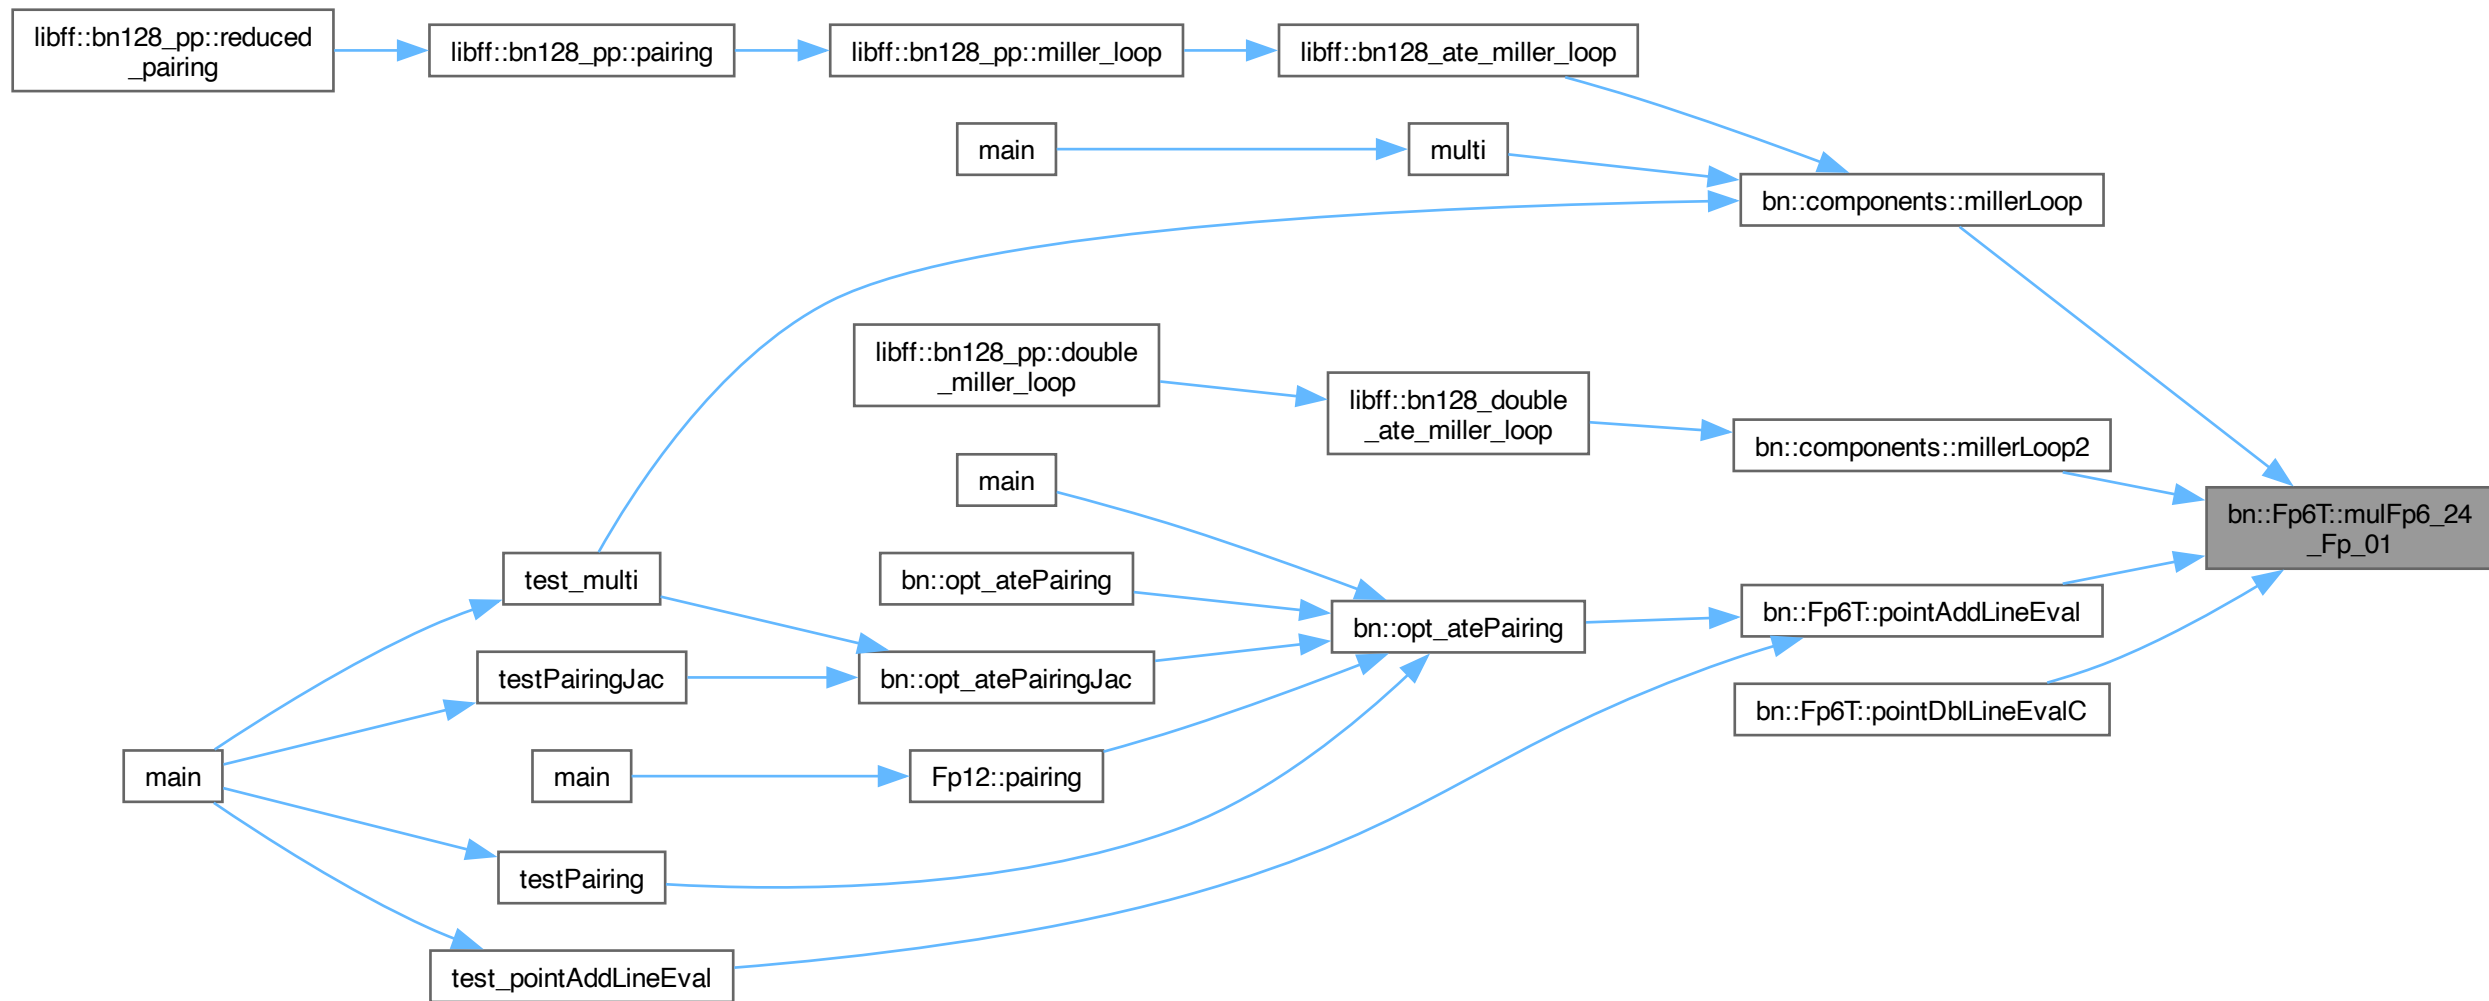 libff::bn128_pp::reduced
_pairing
libff::bn128_pp::pairing
libff::bn128_pp::miller_loop
libff::bn128_ate_miller_loop
main
multi
bn::components::millerLoop
libff::bn128_pp::double
_miller_loop
libff::bn128_double
_ate_miller_loop
bn::components::millerLoop2
main
bn::Fp6T::mulFp6_24
_Fp_01
test_multi
bn::opt_atePairing
bn::opt_atePairing
bn::Fp6T::pointAddLineEval
testPairingJac
bn::opt_atePairingJac
bn::Fp6T::pointDblLineEvalC
main
main
Fp12::pairing
testPairing
test_pointAddLineEval